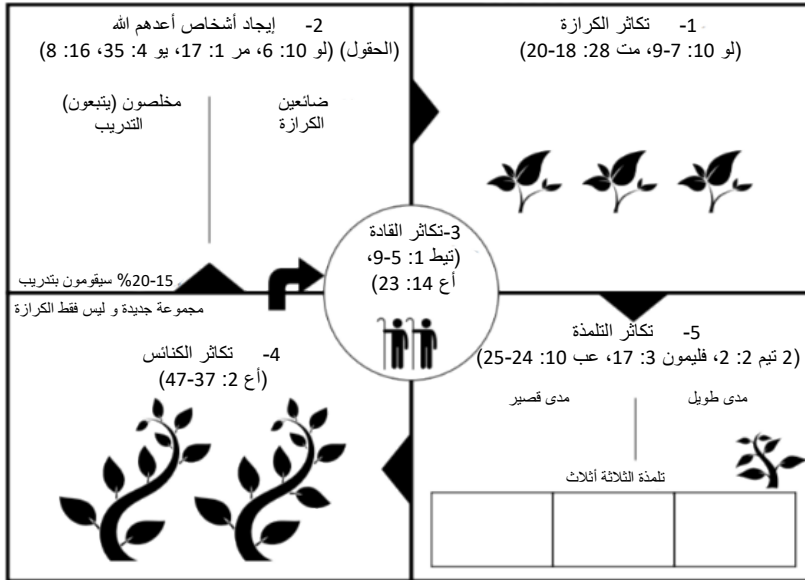 1- تكاثر الكرازة
(لو 10: 7-9، مت 28: 18-20)
2- إيجاد أشخاص أعدهم الله
(الحقول) (لو 10: 6، مر 1: 17، يو 4: 35، 16: 8)
ضائعين
الكرازة
مخلصون (يتبعون)
التدريب
15-20% سيقومون بتدريب
مجموعة جديدة و ليس فقط الكرازة
3-تكاثر القادة
(تيط 1: 5-9،
أع 14: 23)
4- تكاثر الكنائس
(أع 2: 37-47)
5- تكاثر التلمذة
(2 تيم 2: 2، فليمون 3: 17، عب 10: 24-25)
مدى طويل
مدى قصير
تلمذة الثلاثة أثلاث